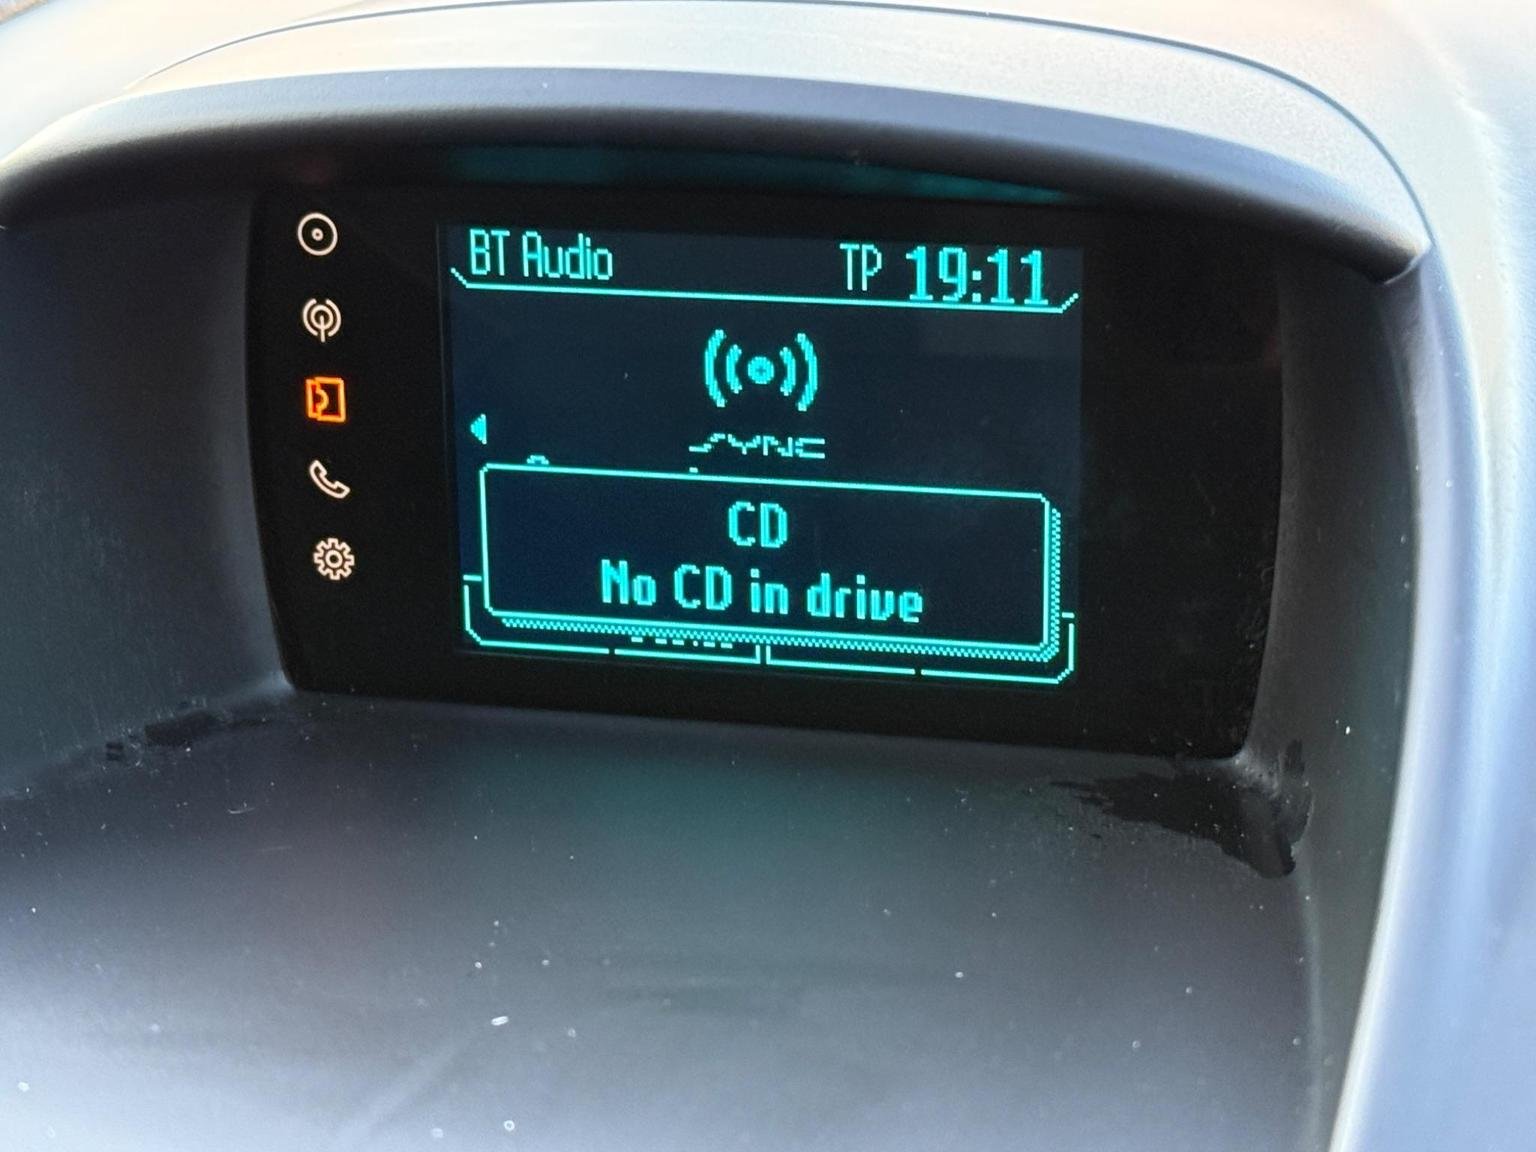 BT Audio TP 19:11
SYNC
CD
No CD in drive